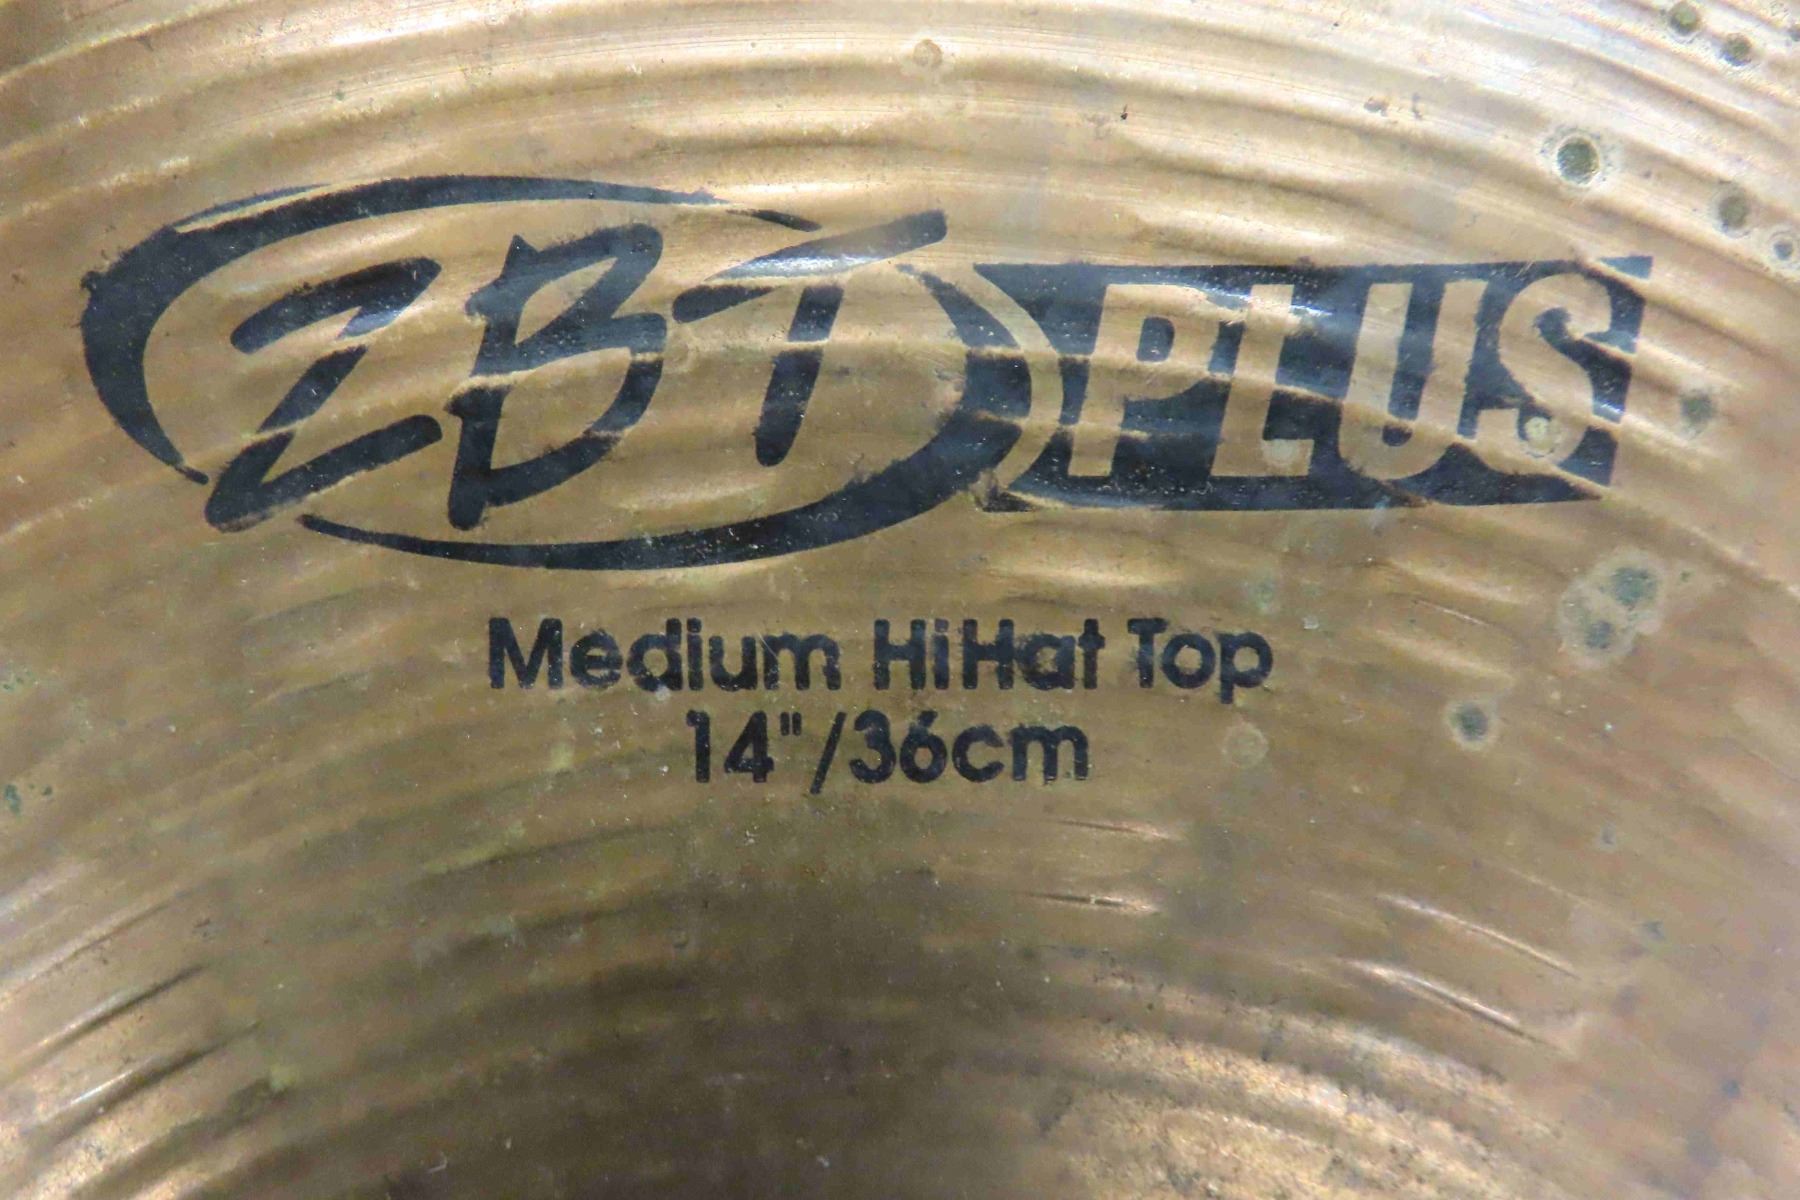 ZBT PLUS
Medium HiHat Top
14"/36cm